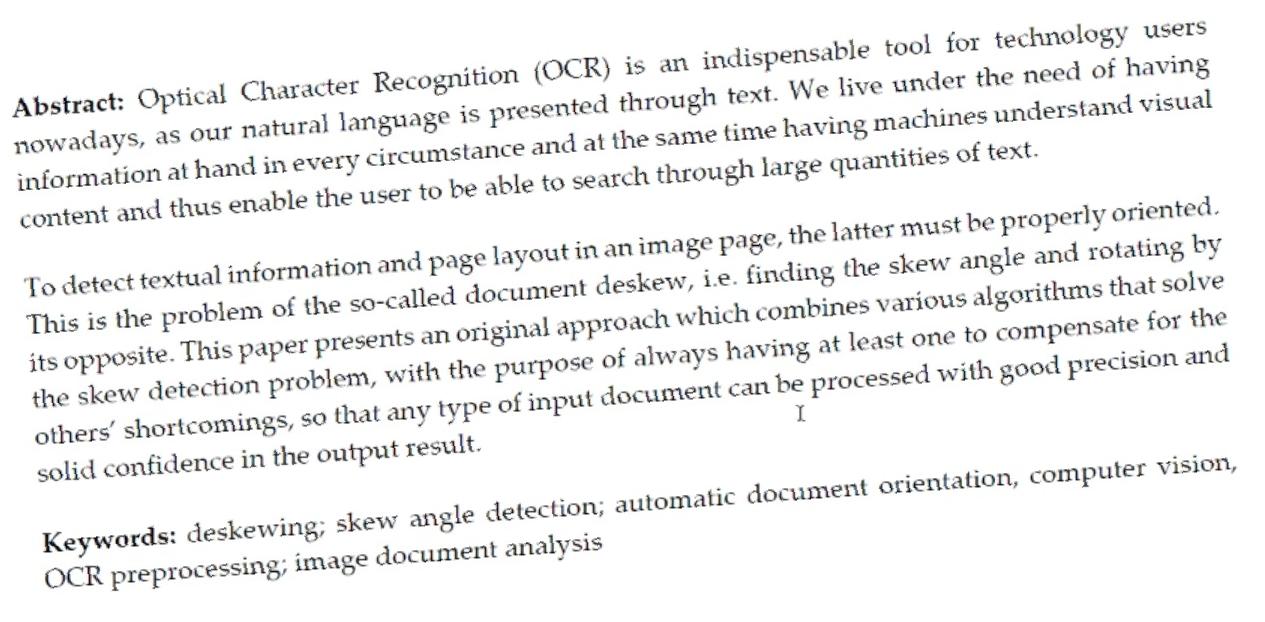 Abstract: Optical Character Recognition (OCR) is an indispensable tool for technology users
nowadays, as our natural language is presented through text. We live under the need of having
information at hand in every circumstance and at the same time having machines understand visual
content and thus enable the user to be able to search through large quantities of text.
To detect textual information and page layout in an image page, the latter must be properly oriented.
This is the problem of the so-called document deskew, i.e. finding the skew angle and rotating by
its opposite. This paper presents an original approach which combines various algorithms that solve
the skew detection problem, with the purpose of always having at least one to compensate for the
others' shortcomings, so that any type of input document can be processed with good precision and
solid confidence in the output result.
Keywords: deskewing; skew angle detection; automatic document orientation, computer vision,
OCR preprocessing; image document analysis